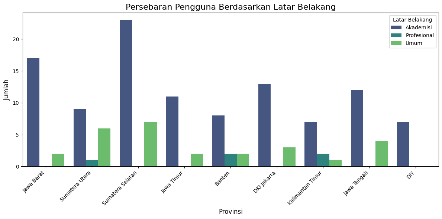 Persebaran Pengguna Berdasarkan Latar Belakang
Latar Belakang
Akademisi
Profesional
Umum
Jumlah
20
15
10
5
0
Jawa Barat
Sumatera Utara
Sumatera Selatan
Jawa Timur
Banten
DKI Jakarta
Kalimantan Timur
Jawa Tengah
DIY
Provinsi